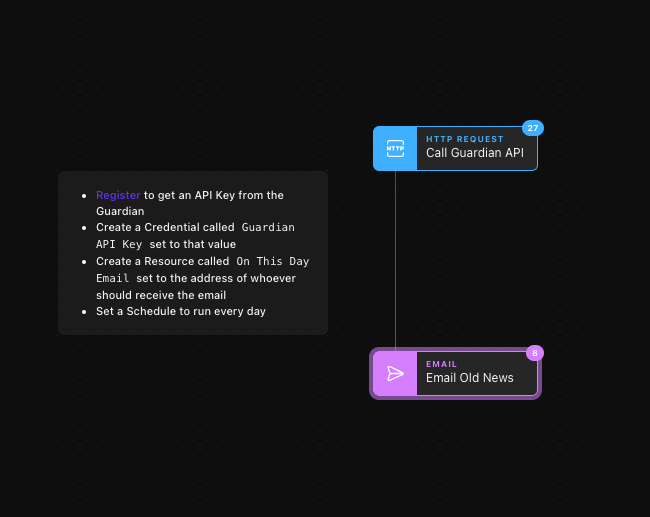 27
HTTP REQUEST
HTTP
Call Guardian API
Register to get an API Key from the
Guardian
Create a Credential called Guardian
API Key set to that value
Create a Resource called On This Day
Email set to the address of whoever
should receive the email
Set a Schedule to run every day
8
EMAIL
Email Old News